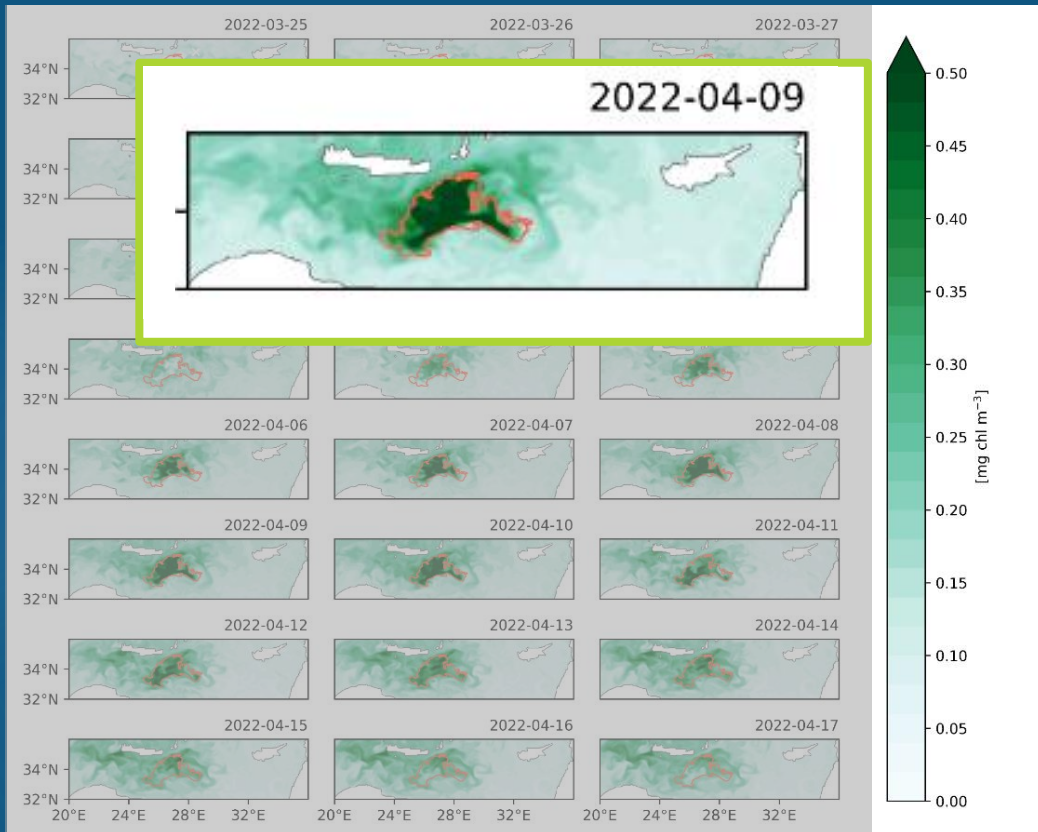 2022-03-25 2022-03-26 2022-03-27
34°N
32°N
2022-04-09
34°N
32°N
34°N
32°N
34°N
32°N
2022-04-06 2022-04-07 2022-04-08
34°N
32°N
2022-04-09 2022-04-10 2022-04-11
34°N
32°N
2022-04-12 2022-04-13 2022-04-14
34°N
32°N
2022-04-15 2022-04-16 2022-04-17
34°N
32°N
20°E 24°E 28°E 32°E 20°E 24°E 28°E 32°E 20°E 24°E 28°E 32°E
0.50
0.45
0.40
0.35
0.30
0.25
0.20
0.15
0.10
0.05
0.00
[mg chl m⁻³]